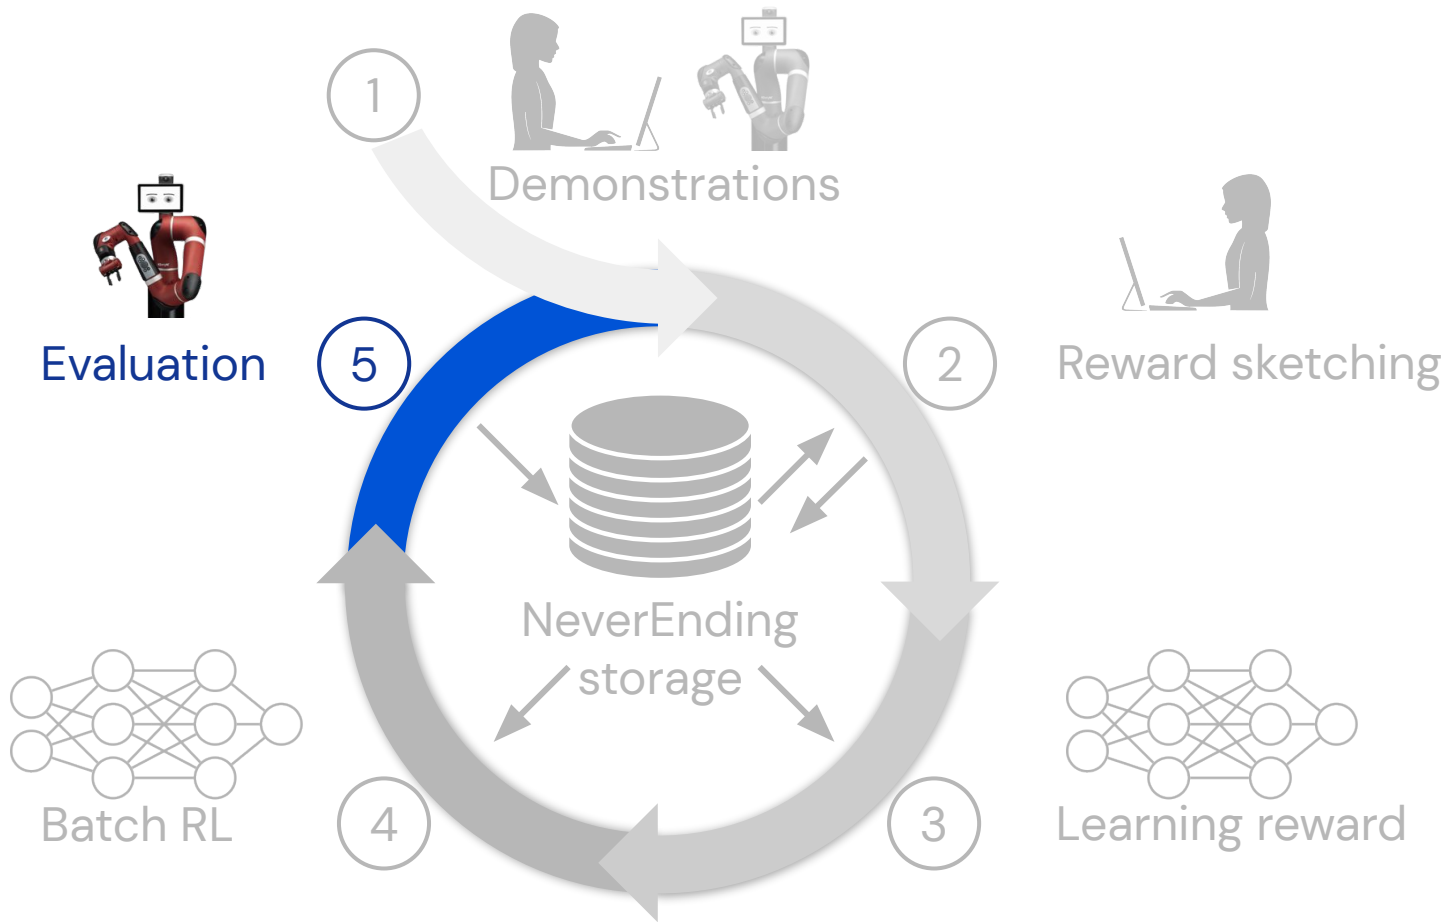 1
Demonstrations
Evaluation
5
2
Reward sketching
NeverEnding
storage
Batch RL
4
3
Learning reward